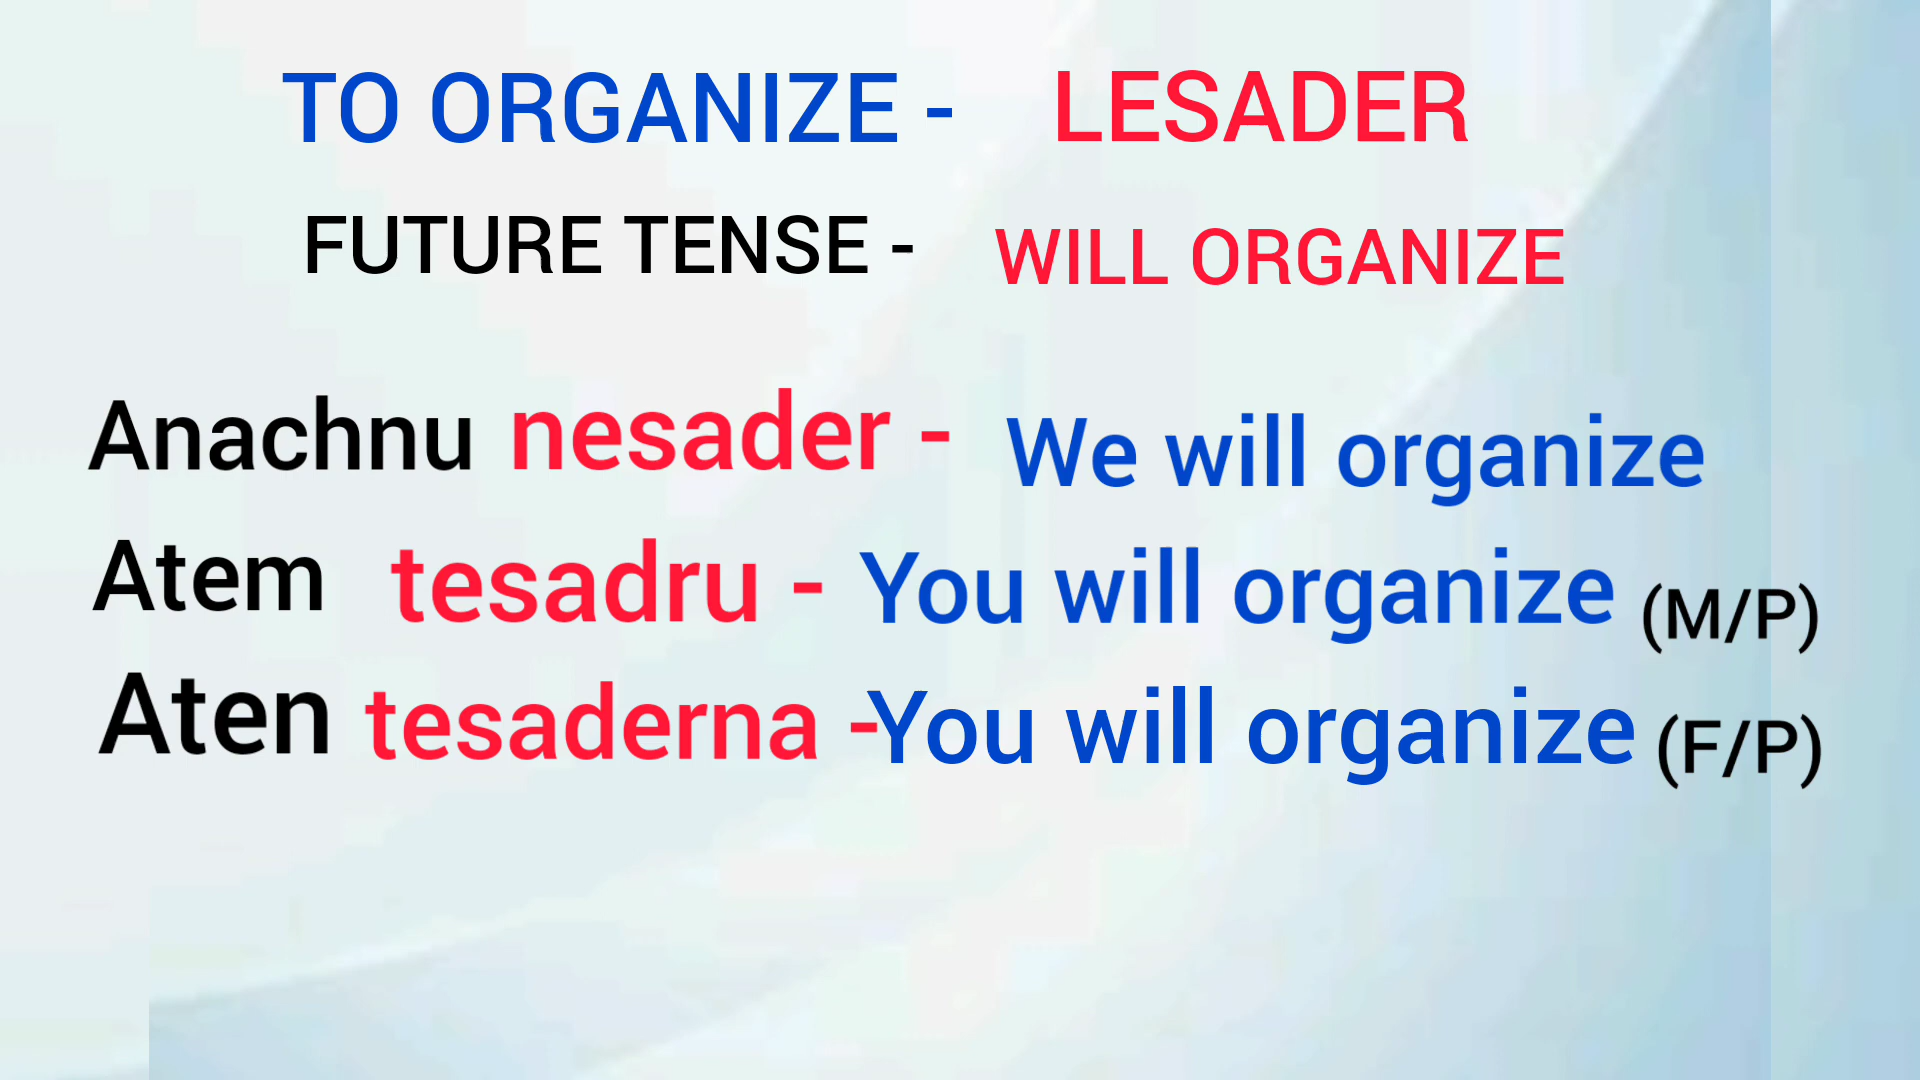 TO ORGANIZE - LESADER
FUTURE TENSE - WILL ORGANIZE
Anachnu nesader - We will organize
Atem tesadru - You will organize (M/P)
Aten tesaderna -You will organize (F/P)